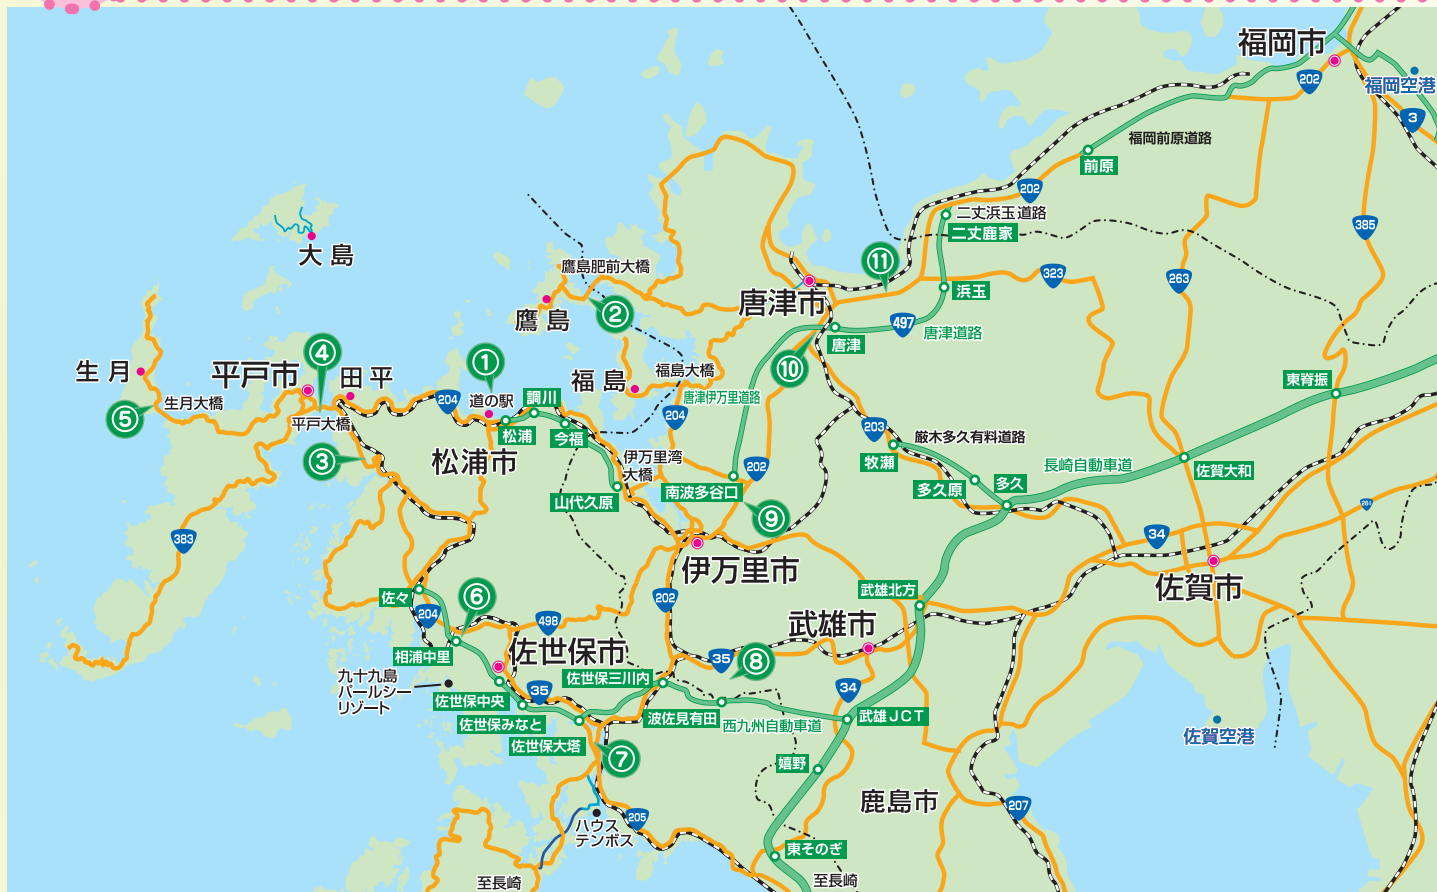 福岡市
202
福岡空港
3
福岡前原道路
前原
202
二丈浜玉道路
二丈鹿家
385
大島
鷹島肥前大橋
⑪
323
263
浜玉
②
鷹島
唐津市
497
唐津道路
唐津
④
①
⑩
生月
平戸市
田平
福島
福島大橋
東脊振
⑤
生月大橋
204
道の駅
調川
唐津伊万里道路
平戸大橋
松浦
今福
204
203
厳木多久有料道路
③
松浦市
伊万里湾
大橋
202
牧瀬
長崎自動車道
佐賀大和
山代久原
南波多谷口
多久原
多久
264
⑨
383
34
伊万里市
佐賀市
佐々
⑥
202
武雄北方
204
498
武雄市
相浦中里
佐世保市
35
⑧
九十九島
パールシー
リゾート
佐世保三川内
佐世保中央
35
34
佐世保みなと
波佐見有田
西九州自動車道
武雄JCT
佐世保大塔
佐賀空港
⑦
嬉野
鹿島市
207
205
ハウス
テンボス
東そのぎ
至長崎
至長崎